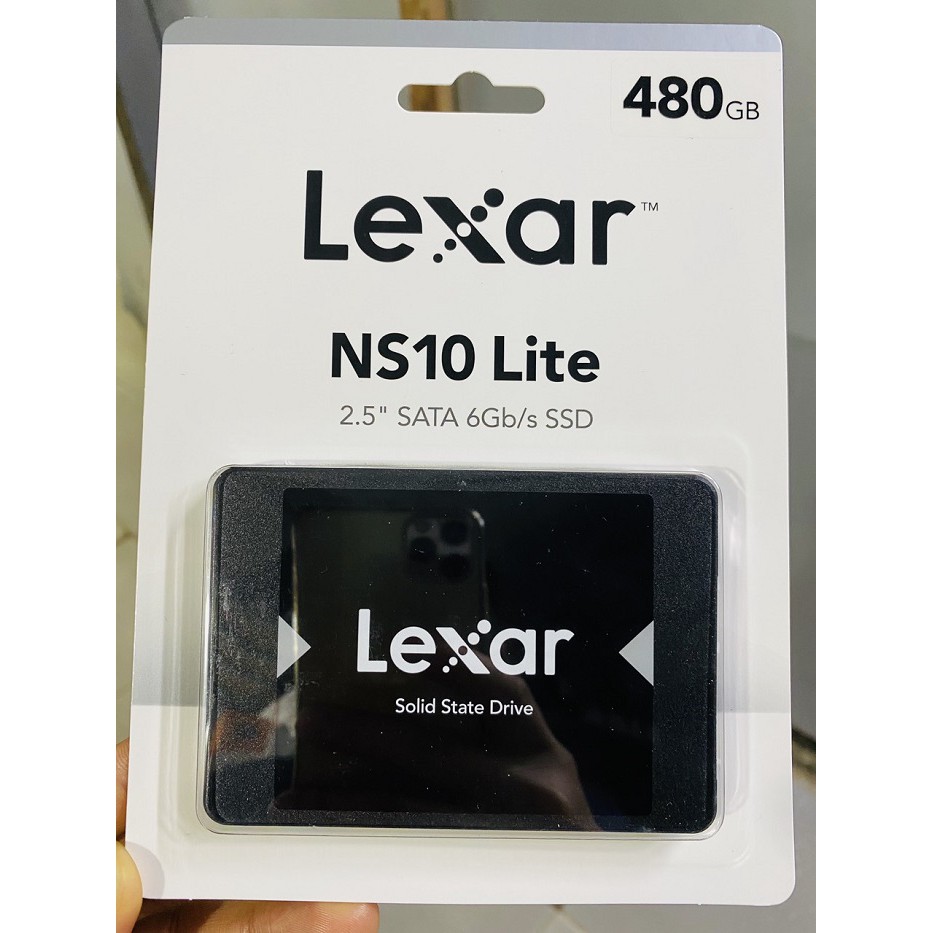 480GB
Lexar™
NS10 Lite
2.5" SATA 6Gb/s SSD
Lexar
Solid State Drive